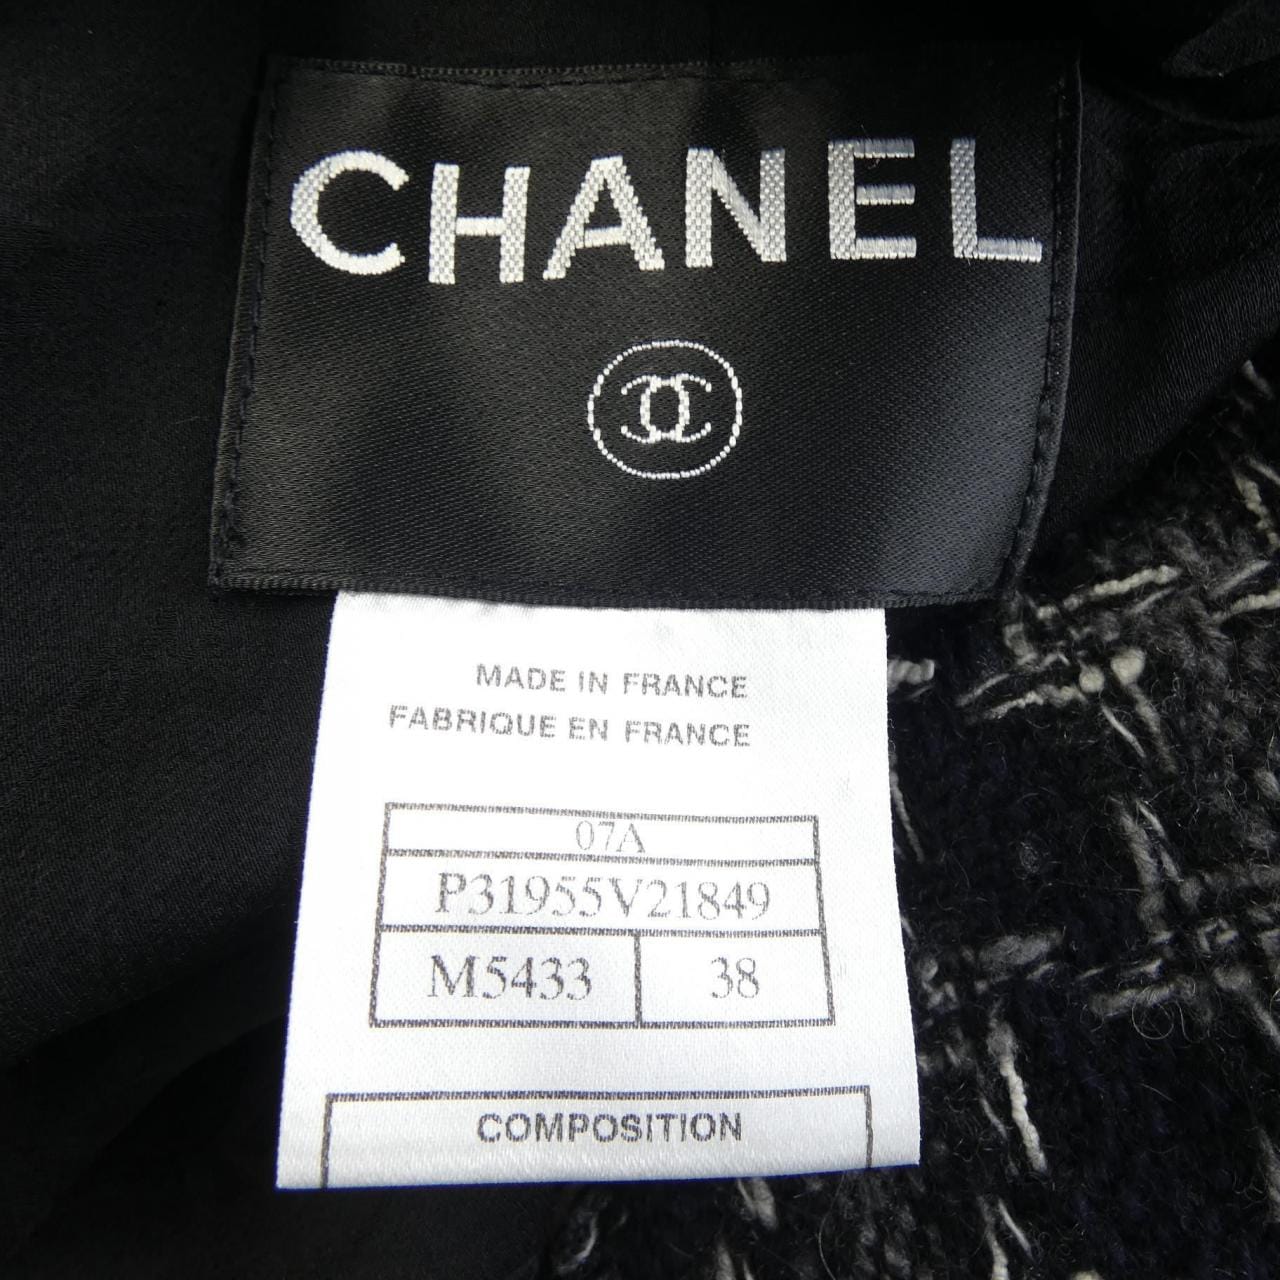 CHANEL
MADE IN FRANCE
FABRIQUE EN FRANCE
07A
P31955V21849
M5433 38
COMPOSITION